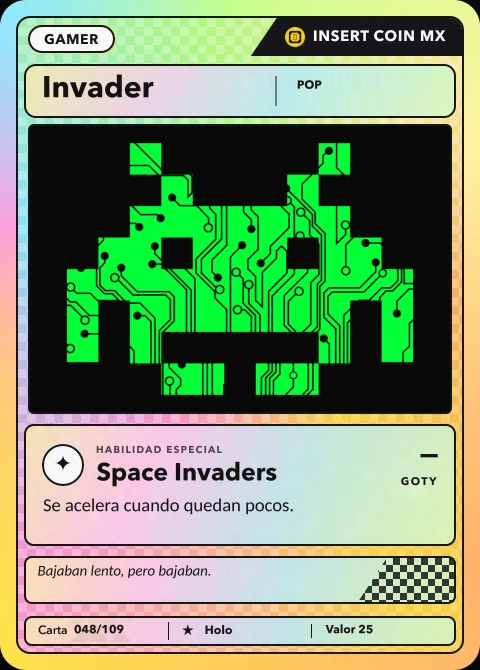 GAMER
INSERT COIN MX
Invader
POP
HABILIDAD ESPECIAL
Space Invaders
—
GOTY
Se acelera cuando quedan pocos.
Bajaban lento, pero bajaban.
Carta 048/109
★ Holo
Valor 25